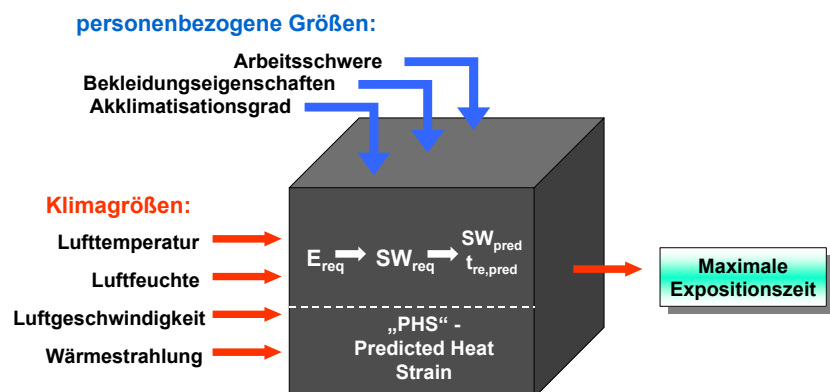 personenbezogene Größen:
Arbeitsschwere
Bekleidungseigenschaften
Akklimatisationsgrad
Klimagrößen:
Lufttemperatur
Luftfeuchte
Luftgeschwindigkeit
Wärmestrahlung
E_req SW_req SW_pred
t_re,pred
„PHS“ -
Predicted Heat
Strain
Maximale
Expositionszeit